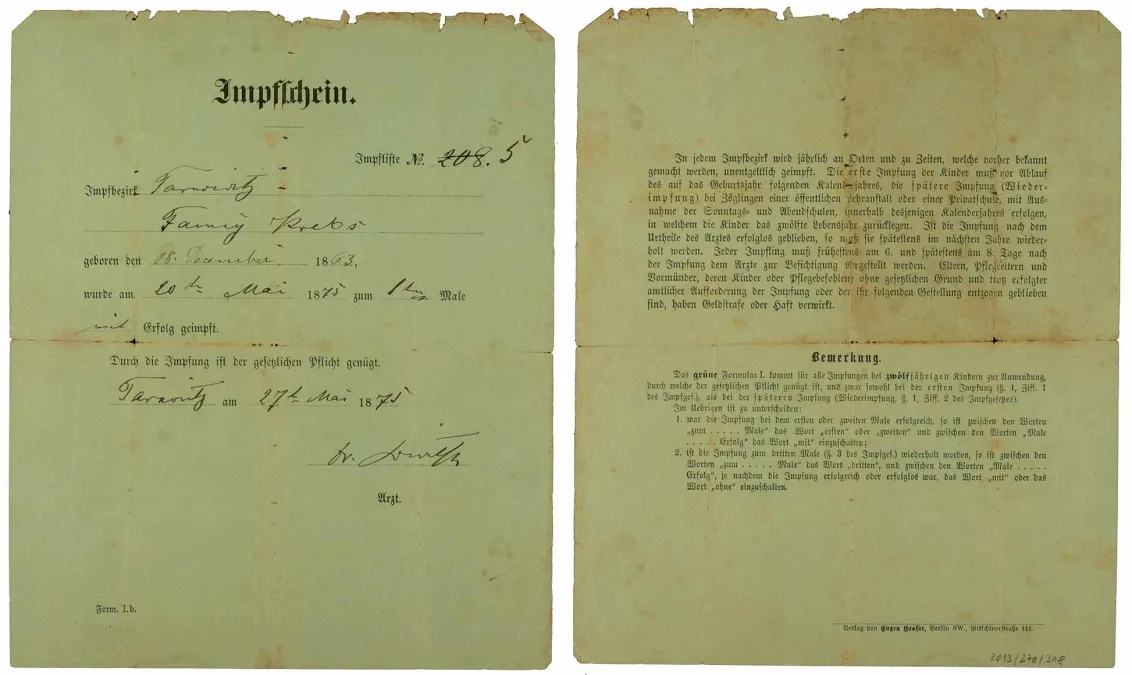 Impfschein.
Impfliste No. 208. 5
Impfbezirk Tarnowitz
Fanny Krebs
geboren den 18. December 1863,
wurde am 20ten Mai 1875 zum 1ten Male
mit Erfolg geimpft.
Durch die Impfung ist der gesetzlichen Pflicht genügt.
Tarnowitz am 27ten Mai 1875
Dr.
Arzt.
Form. I. b.
In jedem Impfbezirk wird jährlich an Orten und zu Zeiten, welche vorher bekannt
gemacht werden, unentgeltlich geimpft. Die erste Impfung der Kinder muß vor Ablauf
des auf das Geburtsjahr folgenden Kalenderjahres, die spätere Impfung (Wieder-
impfung) bei Zöglingen einer öffentlichen Lehranstalt oder einer Privatschule, mit Aus-
nahme der Sonntags- und Abendschulen, innerhalb desjenigen Kalenderjahres erfolgen,
in welchem die Kinder das zwölfte Lebensjahr zurücklegen. Ist die Impfung nach dem
Urtheile des Arztes erfolglos geblieben, so muß sie spätestens im nächsten Jahre wieder-
holt werden. Jeder Impfling muß frühestens am 6. und spätestens am 8. Tage nach
der Impfung dem Arzte zur Besichtigung vorgestellt werden. Eltern, Pflegeeltern und
Vormünder, deren Kinder oder Pflegebefohlene ohne gesetzlichen Grund und trotz erfolgter
amtlicher Aufforderung der Impfung oder der ihr folgenden Gestellung entzogen geblieben
sind, haben Geldstrafe oder Haft verwirkt.
Bemerkung.
Das grüne Formular I. kommt für alle Impfungen bei zwölfjährigen Kindern zur Anwendung,
durch welche der gesetzlichen Pflicht genügt ist, und zwar sowohl bei der ersten Impfung (§. 1, Ziff. 1
des Impfges.), als bei der späteren Impfung (Wiederimpfung, §. 1, Ziff. 2 des Impfgesetzes).
Im Uebrigen ist zu unterscheiden:
1. war die Impfung bei dem ersten oder zweiten Male erfolgreich, so ist zwischen den Worten
„zum . . . . . Male" das Wort „ersten" oder „zweiten" und zwischen den Worten „Male
. . . . . Erfolg" das Wort „mit" einzuschalten;
2. ist die Impfung zum dritten Male (§. 3 des Impfges.) wiederholt worden, so ist zwischen den
Worten „zum . . . . . Male" das Wort „dritten", und zwischen den Worten „Male . . . . .
Erfolg", je nachdem die Impfung erfolgreich oder erfolglos war, das Wort „mit" oder das
Wort „ohne" einzuschalten.
Verlag von Eugen Grosser, Berlin SW., Gitschinerstraße 111.
2013/270/318